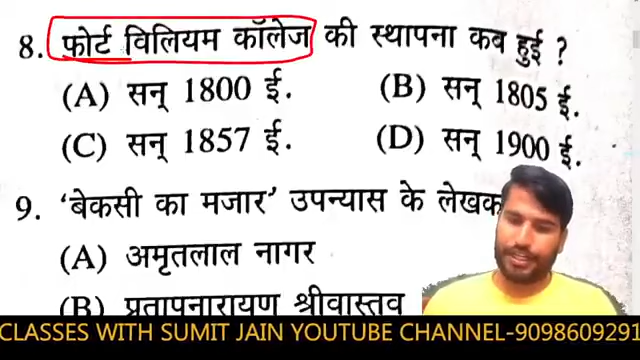 8. फोर्ट विलियम कॉलेज की स्थापना कब हुई ?
(A) सन् 1800 ई. (B) सन् 1805 ई.
(C) सन् 1857 ई. (D) सन् 1900 ई.
9. ‘बेकसी का मजार’ उपन्यास के लेखक
(A) अमृतलाल नागर
(B) प्रतापनारायण श्रीवास्तव
CLASSES WITH SUMIT JAIN YOUTUBE CHANNEL-9098609291